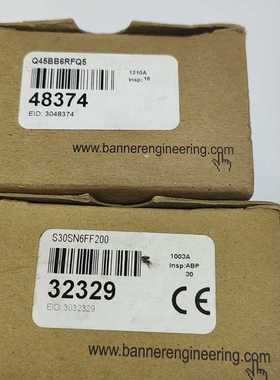 Q45BB6RFQ5
1210A
Insp: 16
48374
EID: 3048374
www.bannerengineering.com
S30SN6FF200
1003A
Insp: ABP
30
32329
EID: 3032329
CE
www.bannerengineering.com